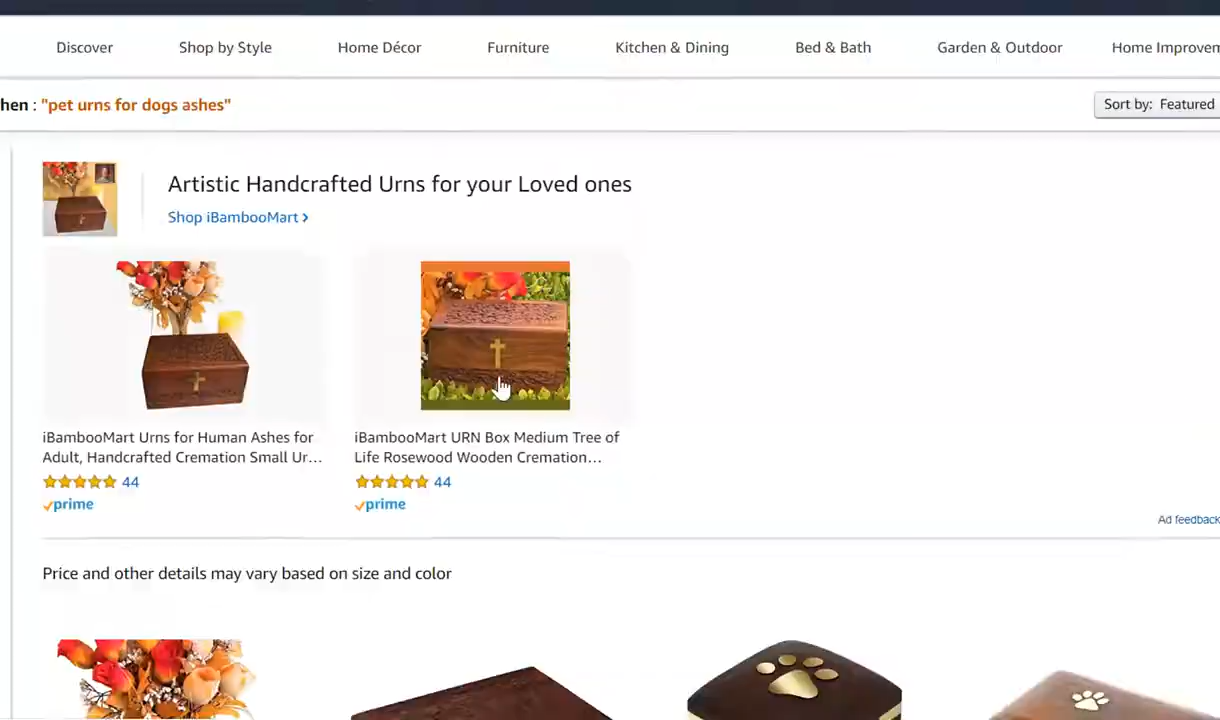 Discover Shop by Style Home Décor Furniture Kitchen & Dining Bed & Bath Garden & Outdoor Home Improvem
hen : "pet urns for dogs ashes"
Sort by: Featured
Artistic Handcrafted Urns for your Loved ones
Shop iBambooMart ›
iBambooMart Urns for Human Ashes for
Adult, Handcrafted Cremation Small Ur...
44
prime
iBambooMart URN Box Medium Tree of
Life Rosewood Wooden Cremation...
44
prime
Ad feedback
Price and other details may vary based on size and color